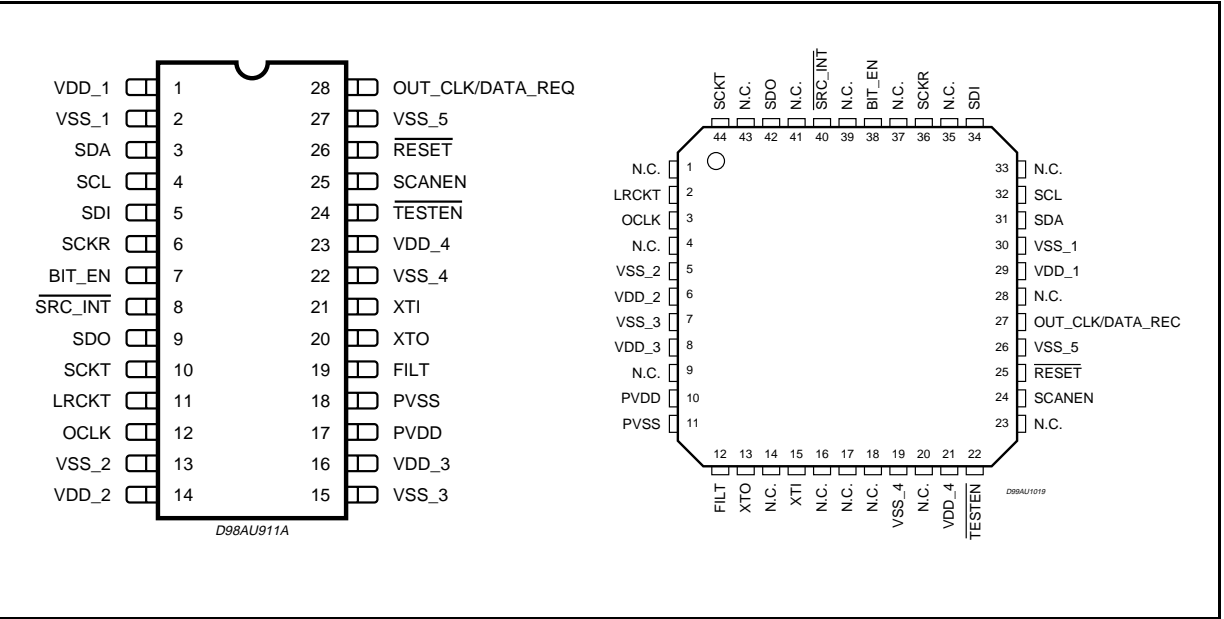 VDD_1 1 28 OUT_CLK/DATA_REQ
VSS_1 2 27 VSS_5
SDA 3 26 RESET
SCL 4 25 SCANEN
SDI 5 24 TESTEN
SCKR 6 23 VDD_4
BIT_EN 7 22 VSS_4
SRC_INT 8 21 XTI
SDO 9 20 XTO
SCKT 10 19 FILT
LRCKT 11 18 PVSS
OCLK 12 17 PVDD
VSS_2 13 16 VDD_3
VDD_2 14 15 VSS_3
D98AU911A
SCKT N.C. SDO N.C. SRC_INT N.C. BIT_EN N.C. SCKR N.C. SDI
44 43 42 41 40 39 38 37 36 35 34
N.C. 1 33 N.C.
LRCKT 2 32 SCL
OCLK 3 31 SDA
N.C. 4 30 VSS_1
VSS_2 5 29 VDD_1
VDD_2 6 28 N.C.
VSS_3 7 27 OUT_CLK/DATA_REC
VDD_3 8 26 VSS_5
N.C. 9 25 RESET
PVDD 10 24 SCANEN
PVSS 11 23 N.C.
12 13 14 15 16 17 18 19 20 21 22
FILT XTO N.C. XTI N.C. N.C. N.C. VSS_4 N.C. VDD_4 TESTEN
D99AU1019